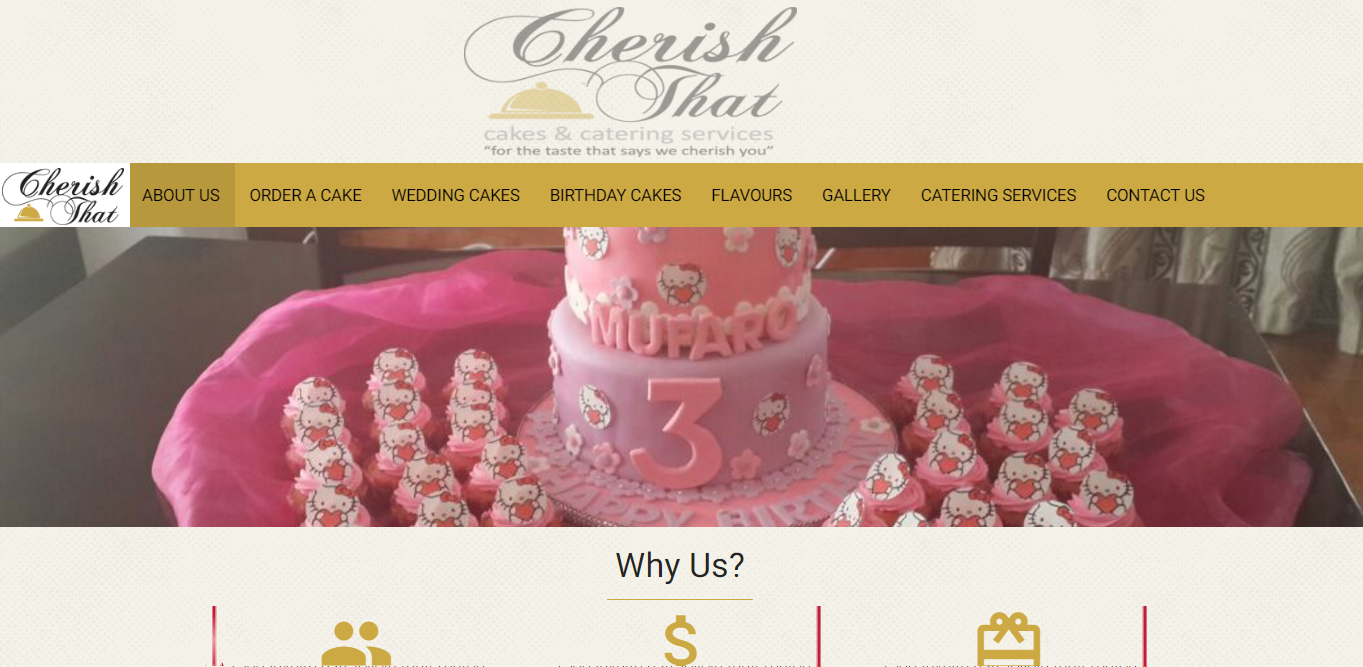 Cherish
That
cakes & catering services
“for the taste that says we cherish you”
Cherish
That
ABOUT US ORDER A CAKE WEDDING CAKES BIRTHDAY CAKES FLAVOURS GALLERY CATERING SERVICES CONTACT US
MUFARO
3
HAPPY BIRTHDAY
Why Us?